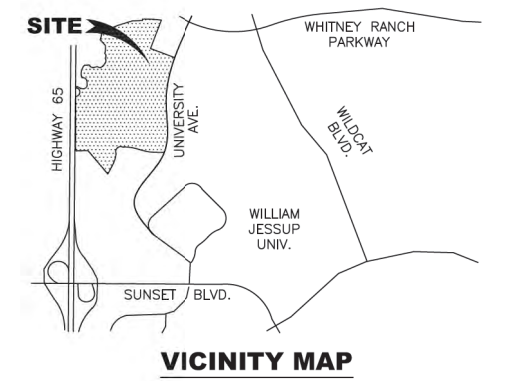 SITE
WHITNEY RANCH
PARKWAY
HIGHWAY 65
UNIVERSITY
AVE.
WILDCAT
BLVD.
WILLIAM
JESSUP
UNIV.
SUNSET BLVD.
VICINITY MAP